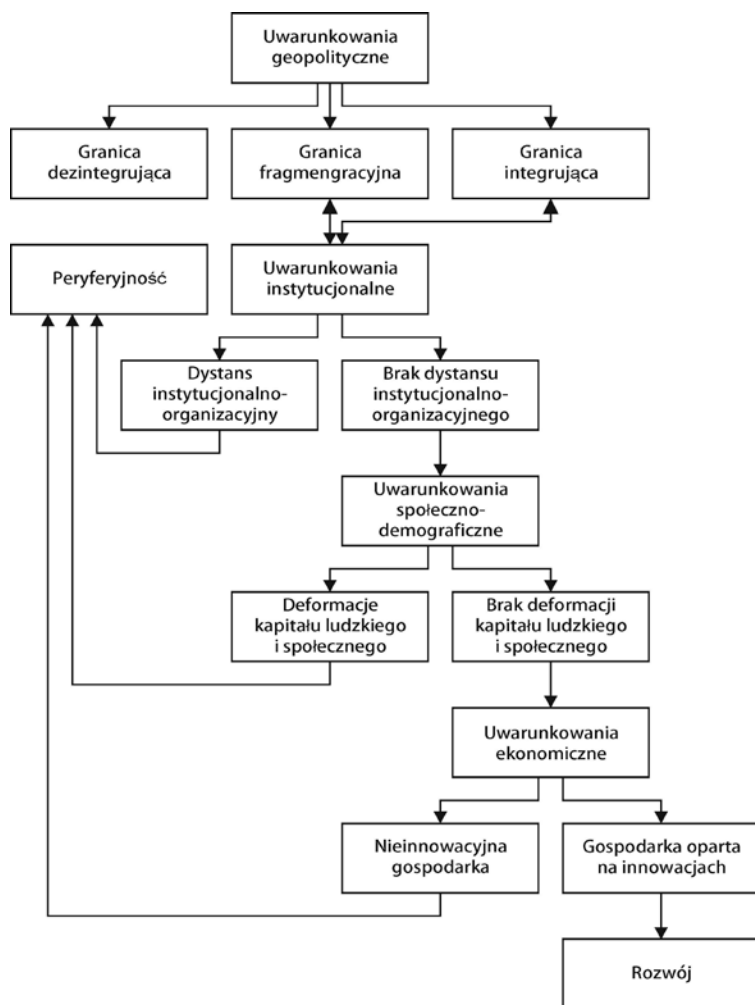 Uwarunkowania
geopolityczne
Granica
dezintegrująca
Granica
fragmengracyjna
Granica
integrująca
Peryferyjność
Uwarunkowania
instytucjonalne
Dystans
instytucjonalno-
organizacyjny
Brak dystansu
instytucjonalno-
organizacyjnego
Uwarunkowania
społeczno-
demograficzne
Deformacje
kapitału ludzkiego
i społecznego
Brak deformacji
kapitału ludzkiego
i społecznego
Uwarunkowania
ekonomiczne
Nieinnowacyjna
gospodarka
Gospodarka oparta
na innowacjach
Rozwój